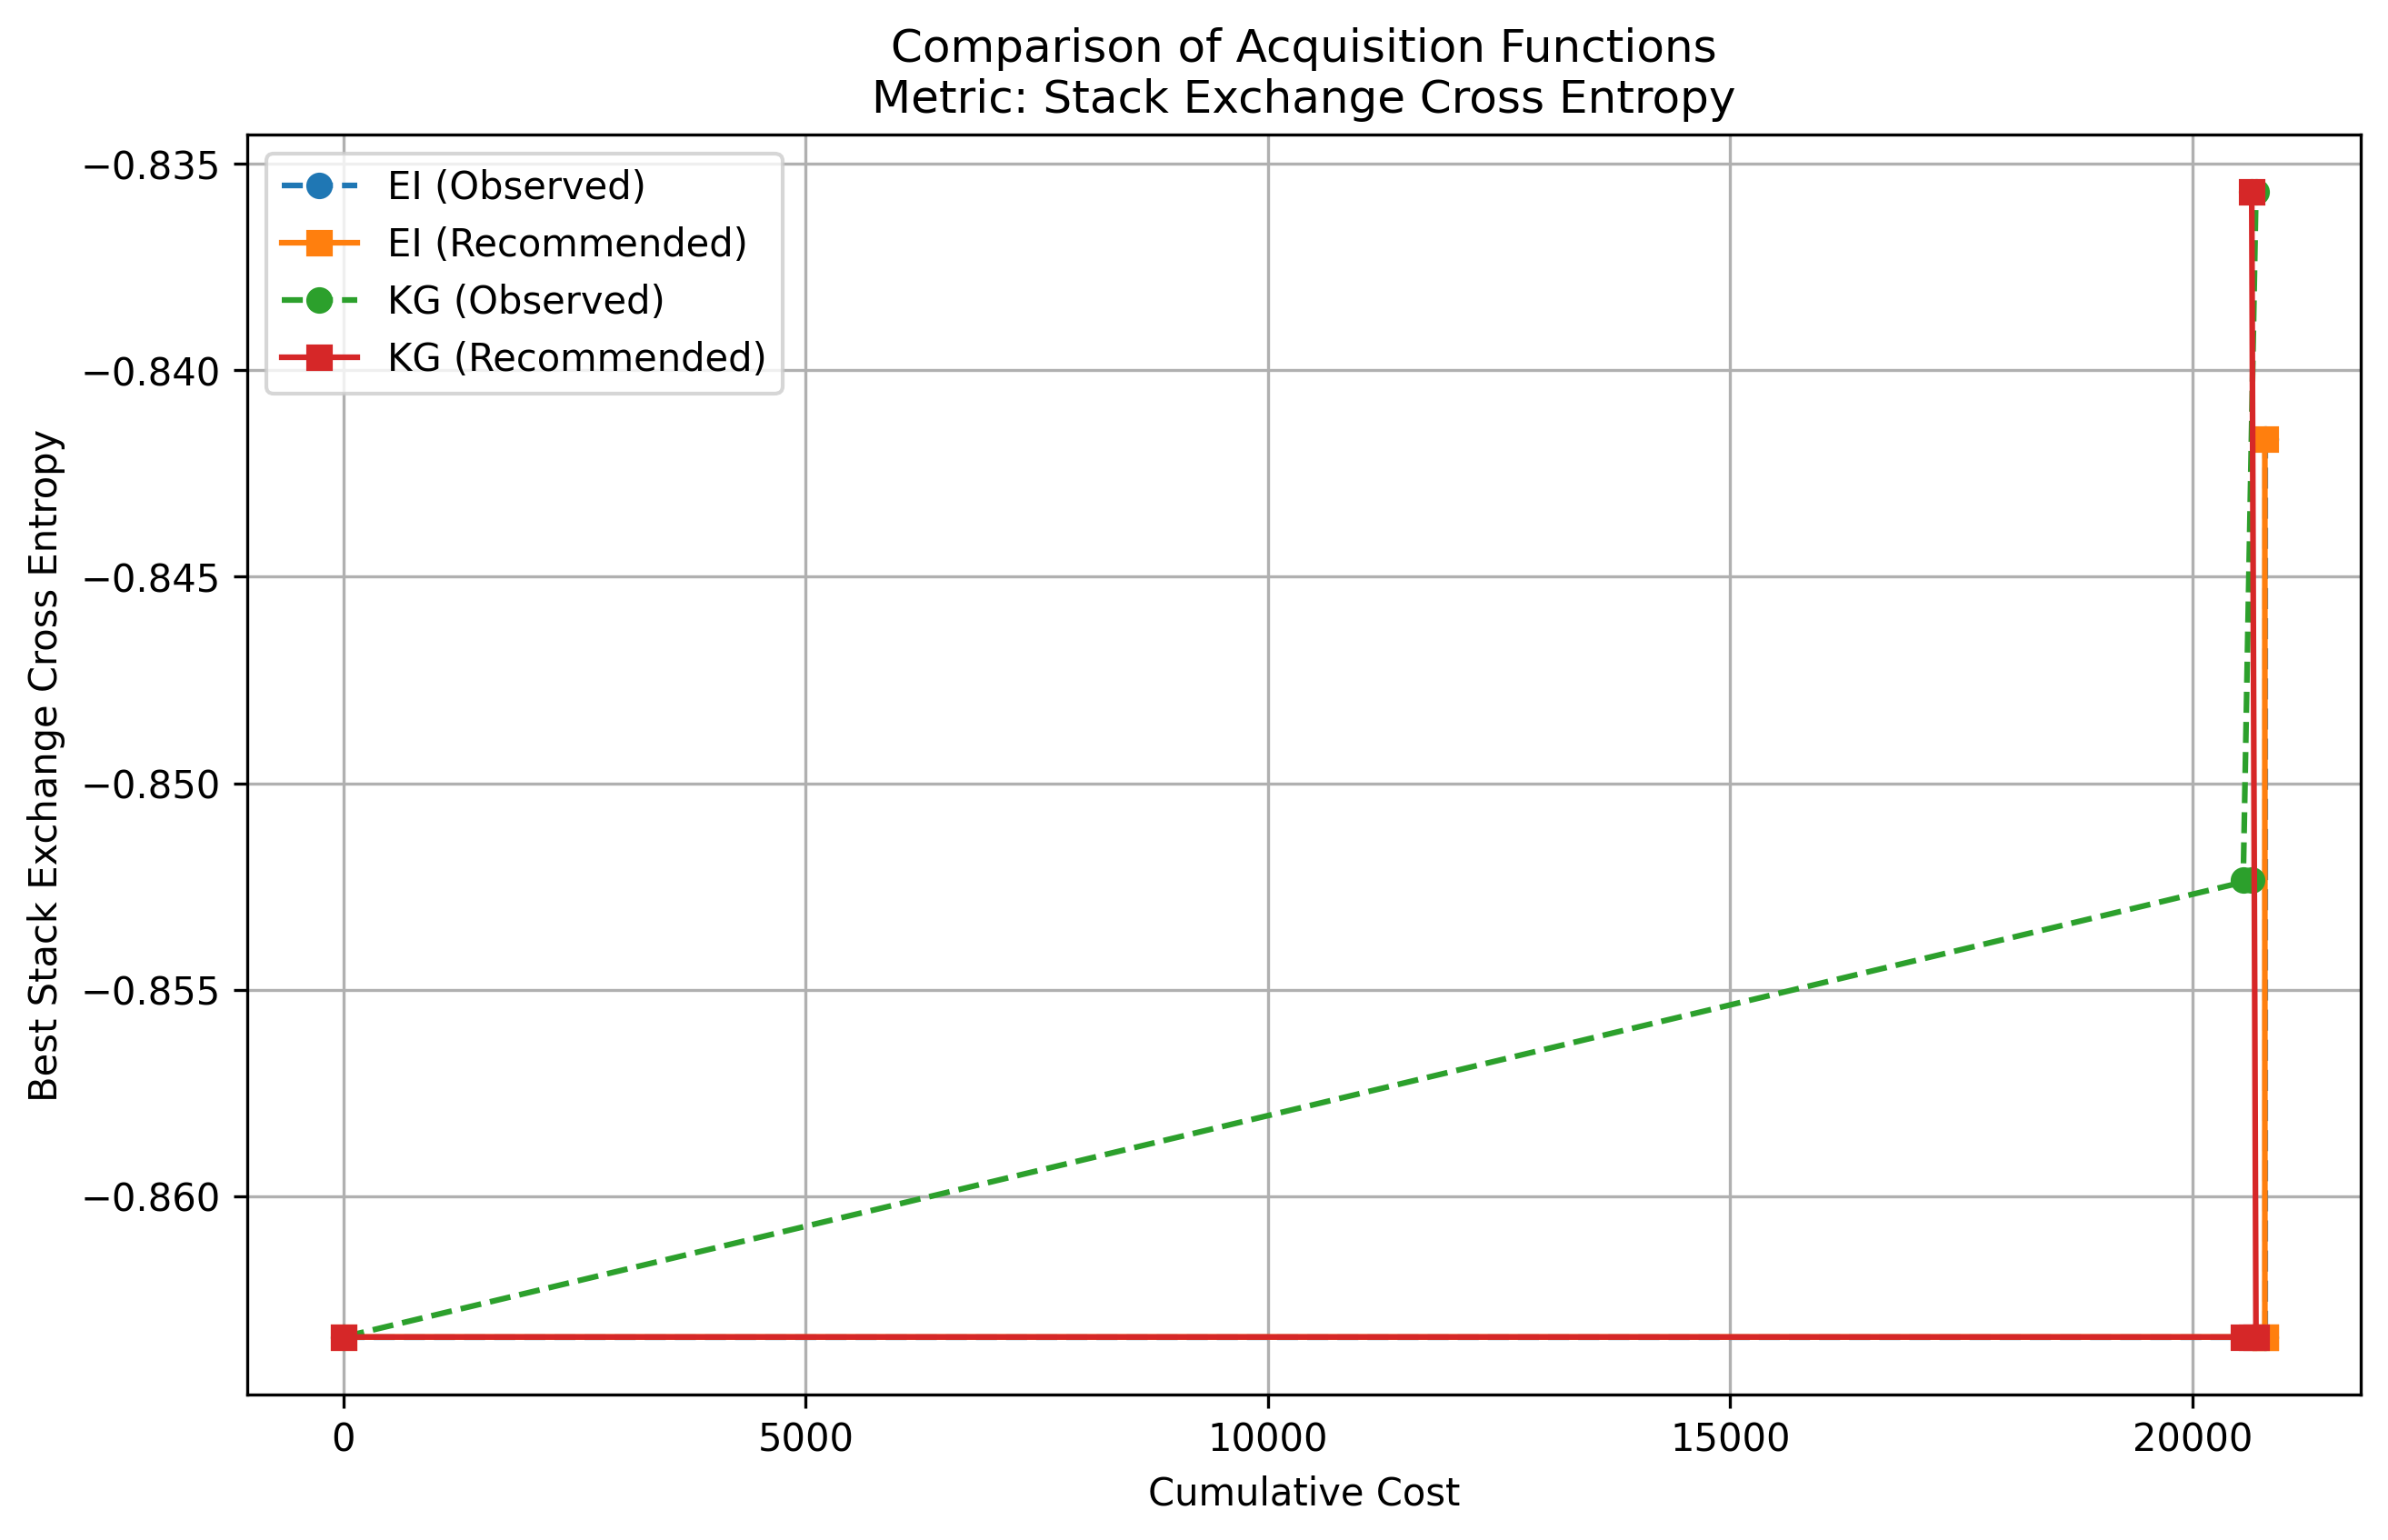 Comparison of Acquisition Functions
Metric: Stack Exchange Cross Entropy
EI (Observed)
EI (Recommended)
KG (Observed)
KG (Recommended)
Best Stack Exchange Cross Entropy
−0.835
−0.840
−0.845
−0.850
−0.855
−0.860
0
5000
10000
15000
20000
Cumulative Cost